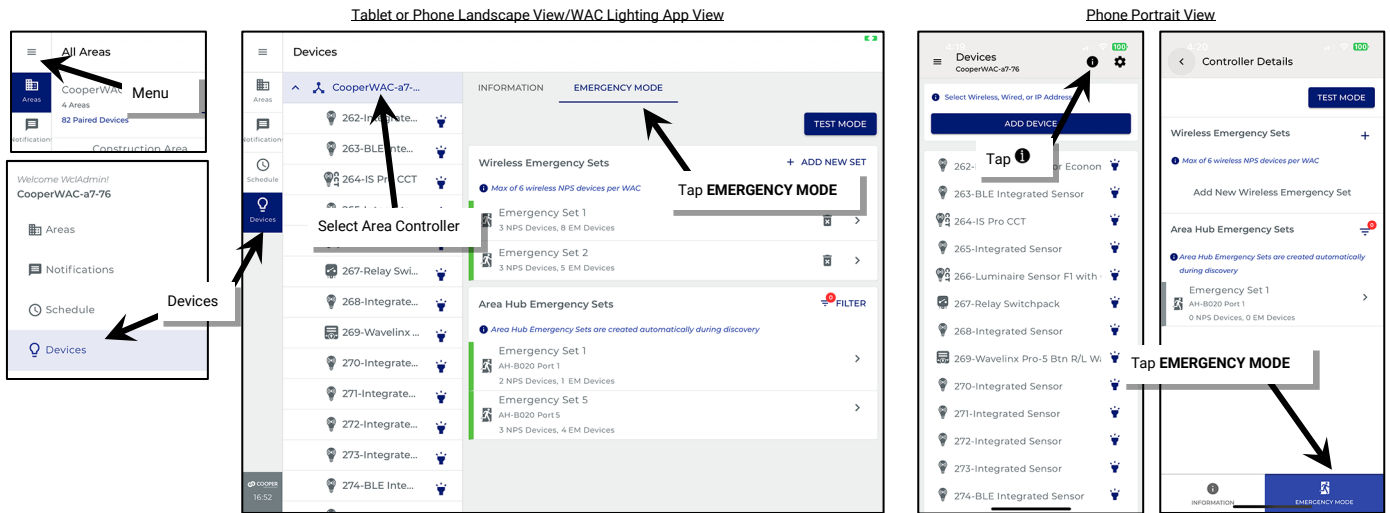 Tablet or Phone Landscape View/WAC Lighting App View
Phone Portrait View
All Areas
Areas
CooperWAC
4 Areas
82 Paired Devices
Construction Area
Menu
Welcome WclAdmin!
CooperWAC-a7-76
Areas
Notifications
Schedule
Devices
Devices
Devices
Areas
Schedule
Devices
COOPER
16:52
CooperWAC-a7-...
263-BLE
264-IS Pro CCT
Select Area Controller
267-Relay Swi...
268-Integrate...
269-Wavelinx ...
270-Integrate...
271-Integrate...
272-Integrate...
273-Integrate...
274-BLE Inte...
INFORMATION
EMERGENCY MODE
TEST MODE
Wireless Emergency Sets
+ ADD NEW SET
Max of 6 wireless NPS devices per WAC
Tap EMERGENCY MODE
Emergency Set 1
3 NPS Devices, 8 EM Devices
Emergency Set 2
3 NPS Devices, 5 EM Devices
Area Hub Emergency Sets
0
FILTER
Area Hub Emergency Sets are created automatically during discovery
Emergency Set 1
AH-B020 Port 1
2 NPS Devices, 1 EM Devices
Emergency Set 5
AH-B020 Port 5
3 NPS Devices, 4 EM Devices
4:19
100
Devices
CooperWAC-a7-76
Select Wireless, Wired, or IP Address
ADD DEVICE
Tap
Econom
263-BLE Integrated Sensor
264-IS Pro CCT
265-Integrated Sensor
266-Luminaire Sensor F1 with
267-Relay Switchpack
268-Integrated Sensor
269-Wavelinx Pro-5 Btn R/L
270-Integrated Sensor
271-Integrated Sensor
272-Integrated Sensor
273-Integrated Sensor
274-BLE Integrated Sensor
4:20
100
Controller Details
TEST MODE
Wireless Emergency Sets
+
Max of 6 wireless NPS devices per WAC
Add New Wireless Emergency Set
Area Hub Emergency Sets
0
Area Hub Emergency Sets are created automatically
during discovery
Emergency Set 1
AH-B020 Port 1
0 NPS Devices, 0 EM Devices
Tap EMERGENCY MODE
INFORMATION
EMERGENCY MODE